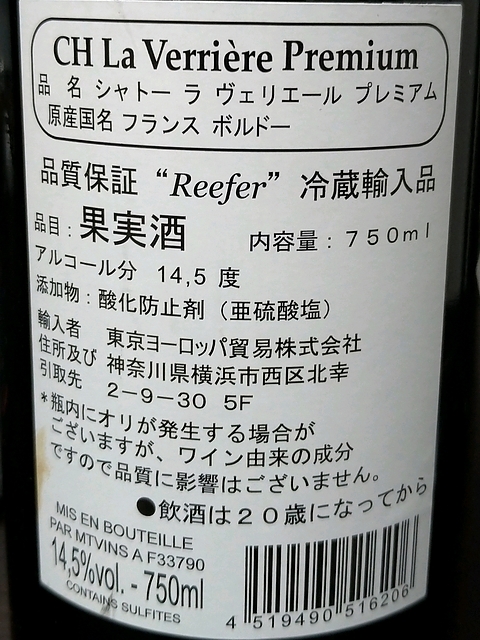 CH La Verrière Premium
品 名 シャトー ラ ヴェリエール プレミアム
原産国名 フランス ボルドー
品質保証 “Reefer” 冷蔵輸入品
品目：果実酒 内容量：７５０ml
アルコール分 14,5 度
添加物：酸化防止剤（亜硫酸塩）
輸入者 東京ヨーロッパ貿易株式会社
住所及び 神奈川県横浜市西区北幸
引取先 2－9－30 5F
*瓶内にオリが発生する場合が
ございますが、ワイン由来の成分
ですので品質に影響はございません。
●飲酒は２０歳になってから
MIS EN BOUTEILLE
PAR MTVINS A F33790
14,5%vol. - 750ml
CONTAINS SULFITES
4 519490 516206